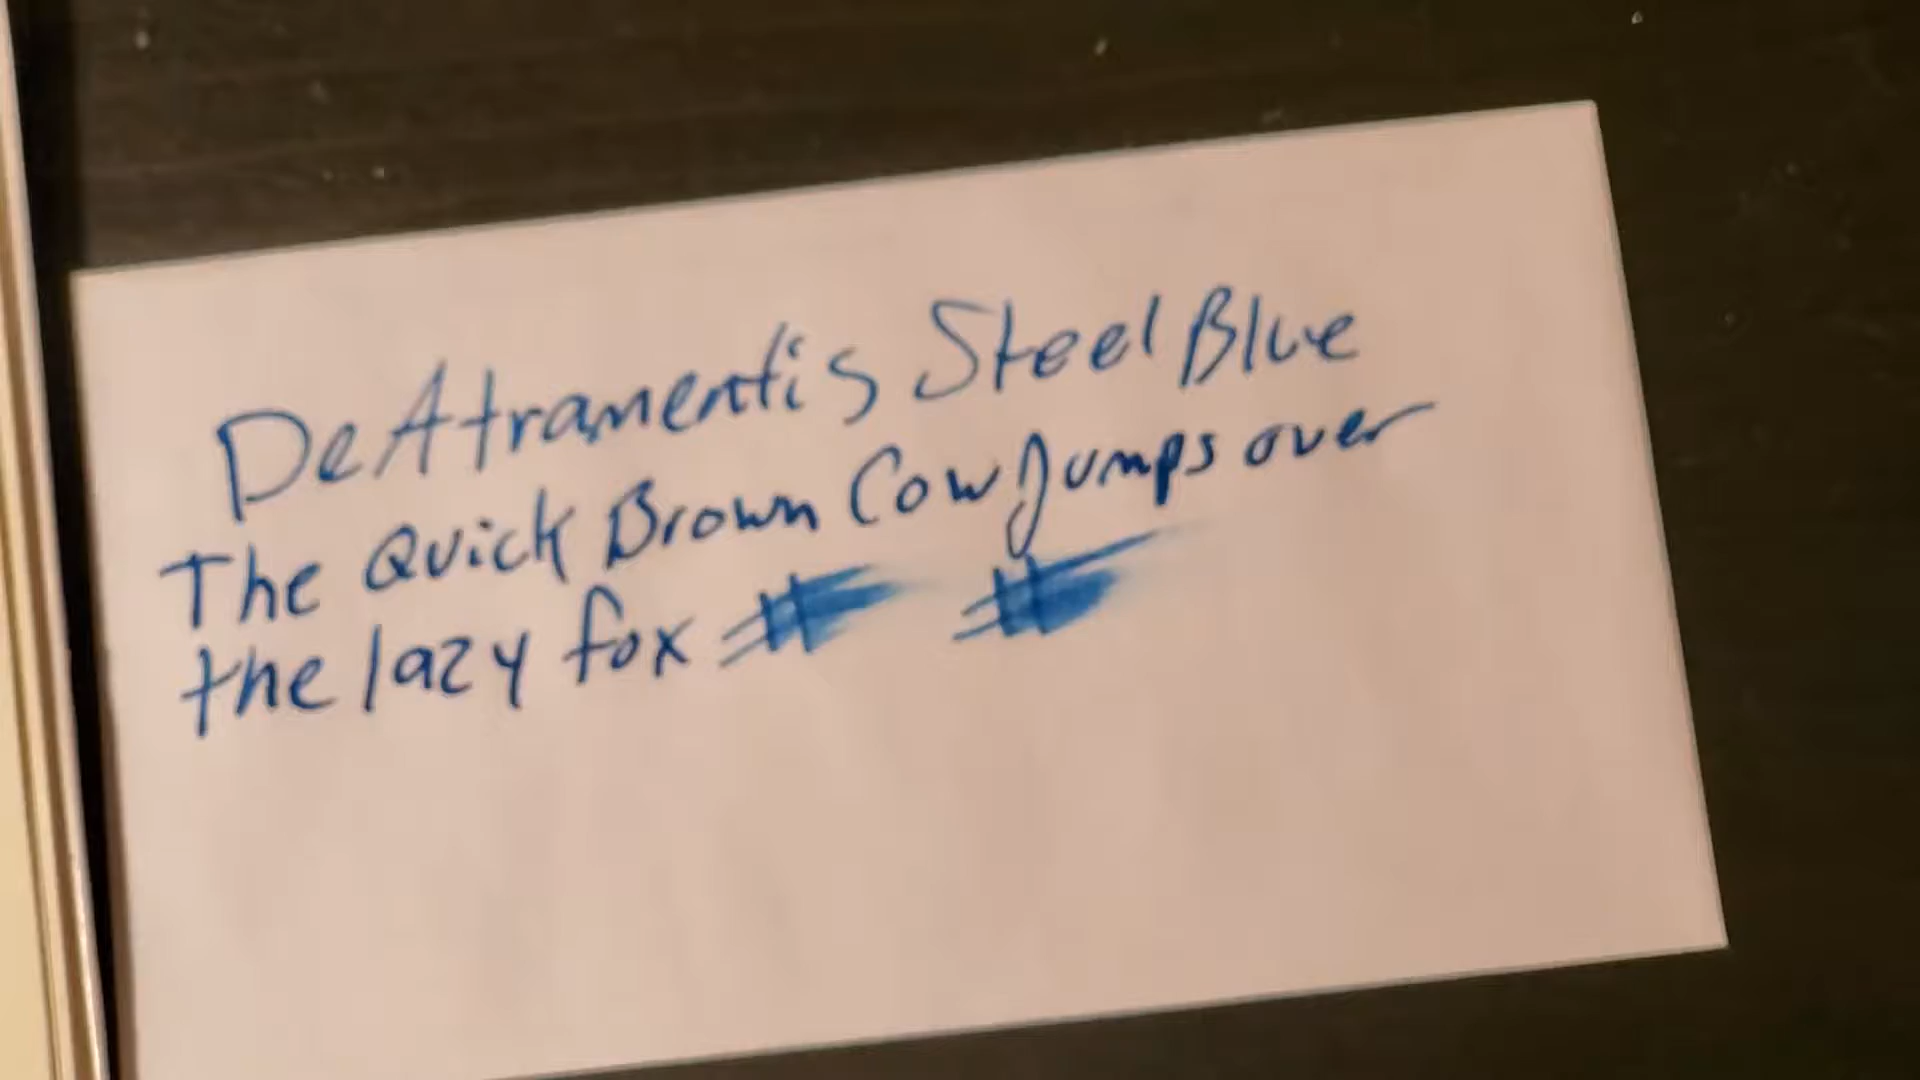 DeAtramentis Steel Blue
The Quick Brown Cow Jumps over
the lazy fox # #